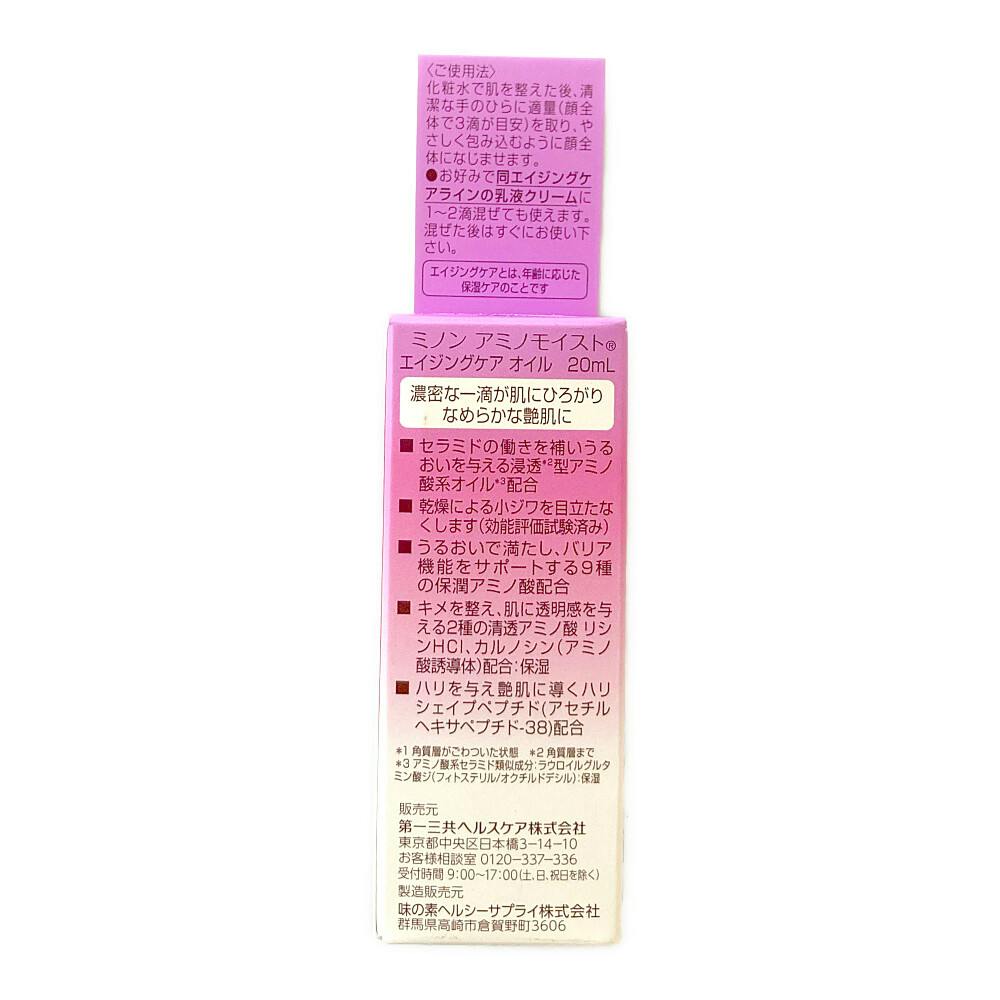 〈ご使用法〉
化粧水で肌を整えた後、清
潔な手のひらに適量(顔全
体で3滴が目安)を取り、や
さしく包み込むように顔全
体になじませます。
●お好みで同エイジングケ
アラインの乳液クリームに
1〜2滴混ぜても使えます。
混ぜた後はすぐにお使い下
さい。
エイジングケアとは、年齢に応じた
保湿ケアのことです
ミノン アミノモイスト®
エイジングケア オイル 20mL
濃密な一滴が肌にひろがり
なめらかな艶肌に
■ セラミドの働きを補いうる
おいを与える浸透*2型アミノ
酸系オイル*3配合
■ 乾燥による小ジワを目立たな
くします(効能評価試験済み)
■ うるおいで満たし、バリア
機能をサポートする9種
の保潤アミノ酸配合
■ キメを整え、肌に透明感を与
える2種の清透アミノ酸 リシ
ンHCl、カルノシン(アミノ
酸誘導体)配合:保湿
■ ハリを与え艶肌に導くハリ
シェイプペプチド(アセチル
ヘキサペプチド-38)配合
*1 角質層がごわついた状態 *2 角質層まで
*3 アミノ酸系セラミド類似成分:ラウロイルグルタ
ミン酸ジ(フィトステリル/オクチルドデシル):保湿
販売元
第一三共ヘルスケア株式会社
東京都中央区日本橋3-14-10
お客様相談室 0120-337-336
受付時間 9:00〜17:00(土、日、祝日を除く)
製造販売元
味の素ヘルシーサプライ株式会社
群馬県高崎市倉賀野町3606